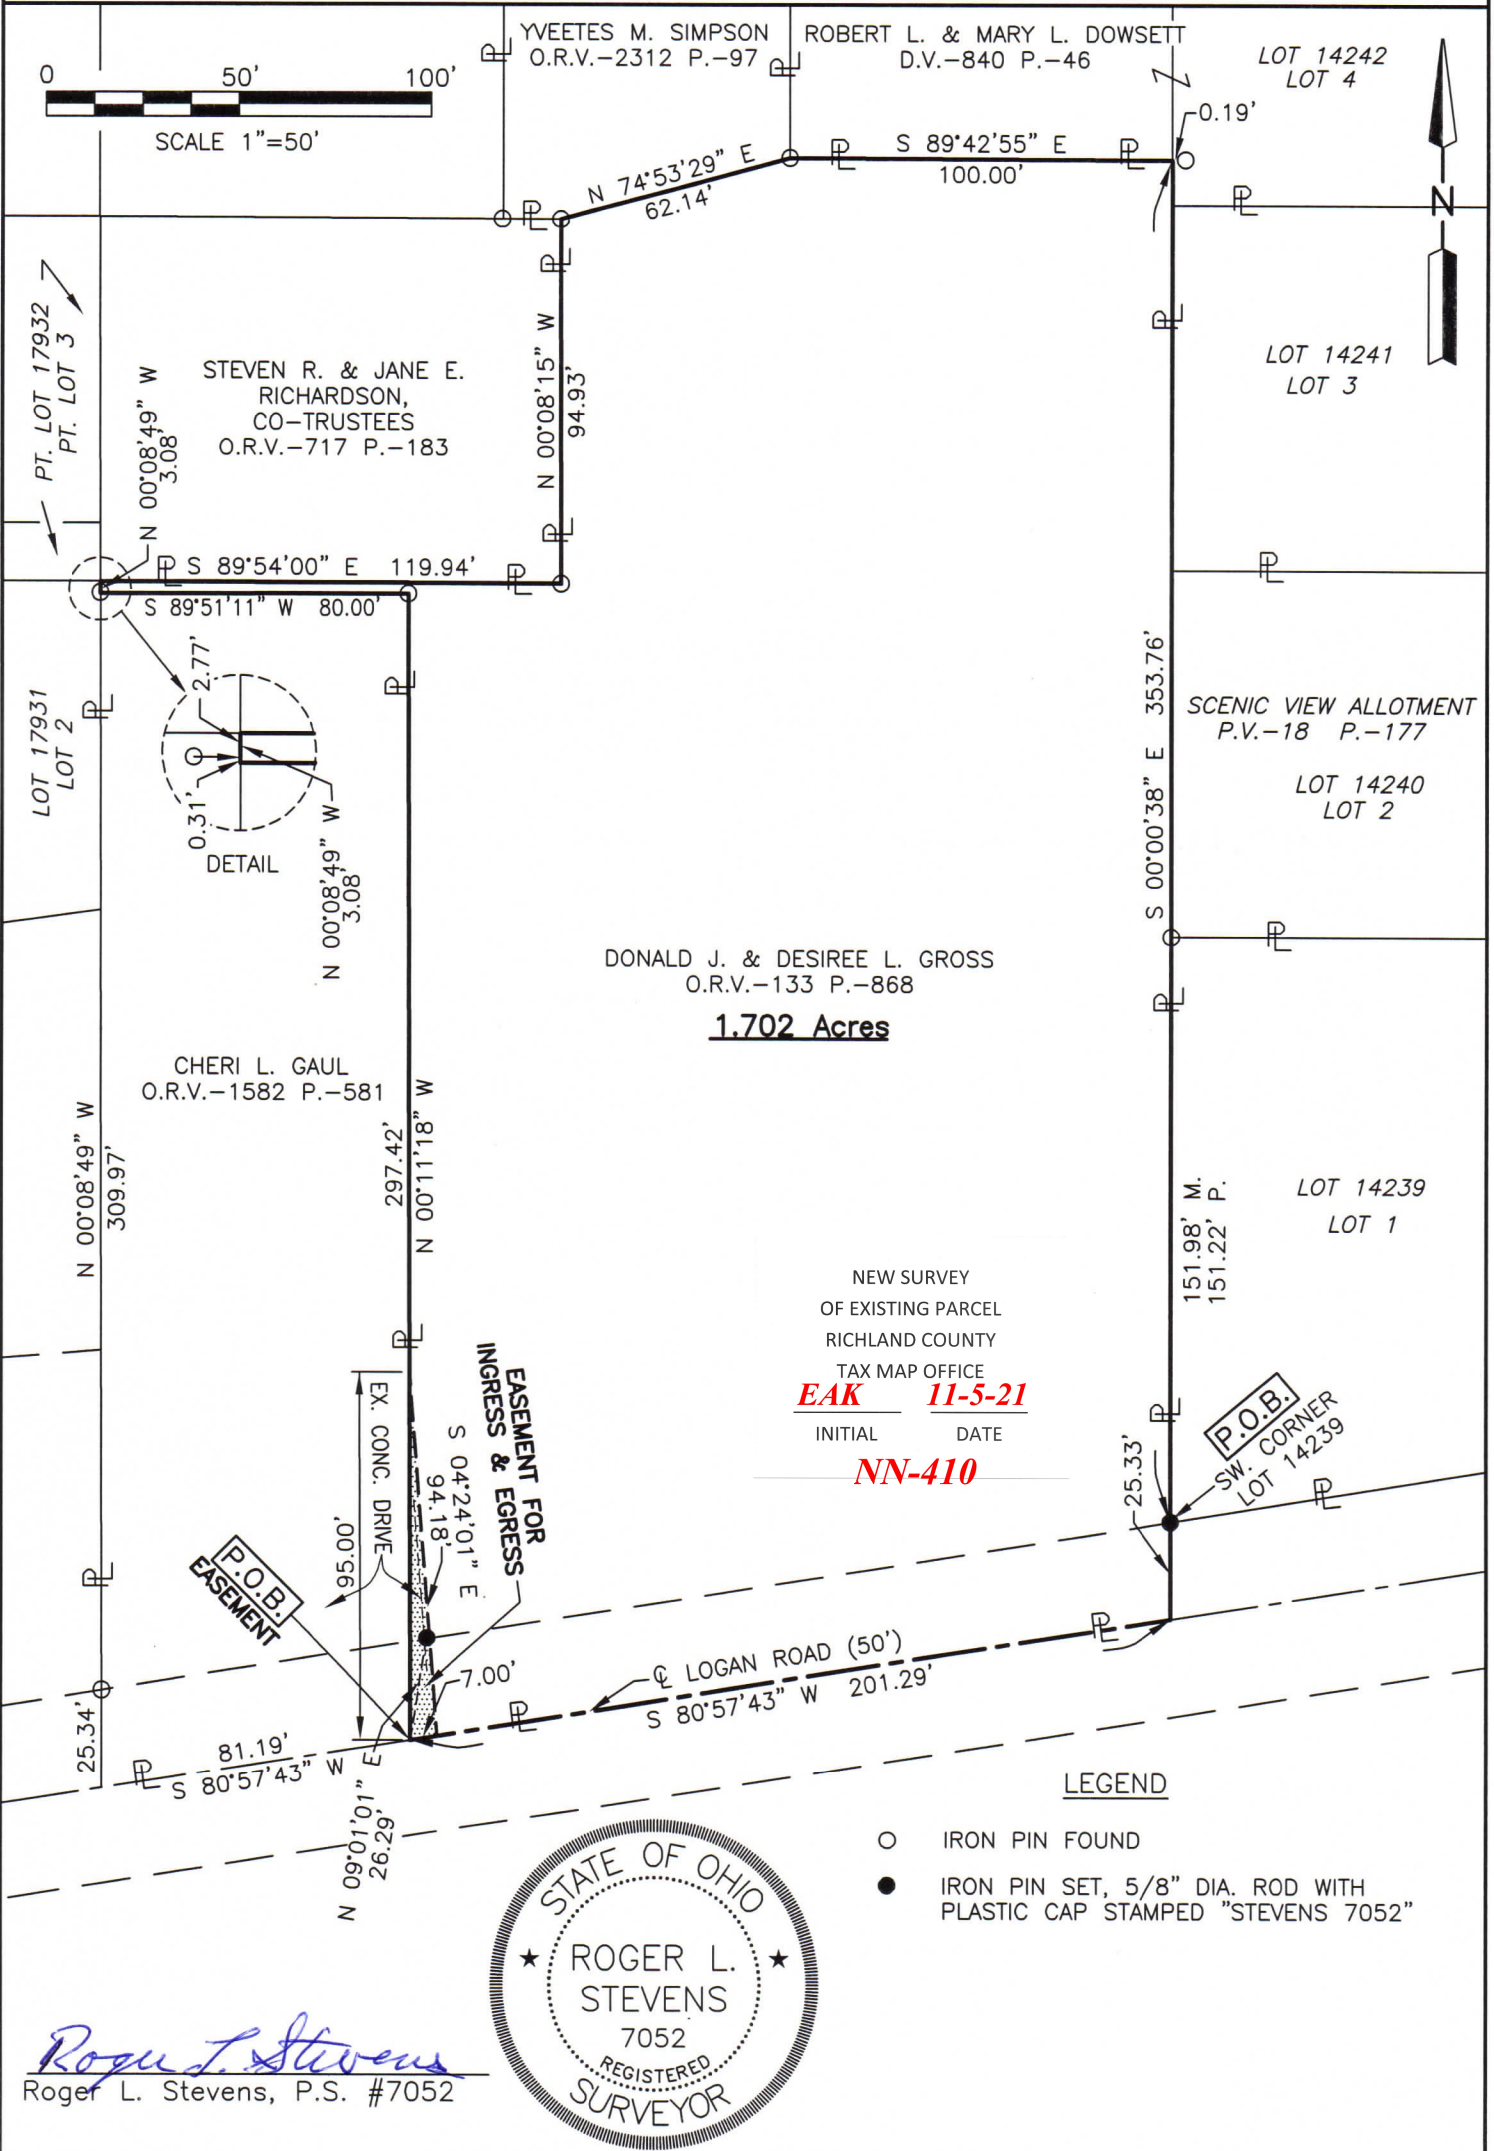 YVEETES M. SIMPSON
O.R.V.-2312 P.-97
ROBERT L. & MARY L. DOWSETT
D.V.-840 P.-46
LOT 14242
LOT 4
0 50' 100'
SCALE 1"=50'
0.19'
S 89°42'55" E
100.00'
N 74°53'29" E
62.14'
N
PT. LOT 17932
PT. LOT 3
N 00°08'49" W
3.08'
STEVEN R. & JANE E.
RICHARDSON,
CO-TRUSTEES
O.R.V.-717 P.-183
N 00°08'15" W
94.93'
LOT 14241
LOT 3
S 89°54'00" E 119.94'
S 89°51'11" W 80.00'
LOT 17931
LOT 2
2.77'
0.31'
DETAIL
N 00°08'49" W
3.08'
S 00°00'38" E 353.76'
SCENIC VIEW ALLOTMENT
P.V.-18 P.-177
LOT 14240
LOT 2
DONALD J. & DESIREE L. GROSS
O.R.V.-133 P.-868
1.702 Acres
CHERI L. GAUL
O.R.V.-1582 P.-581
N 00°08'49" W
309.97'
297.42'
N 00°11'18" W
151.98' M.
151.22' P.
LOT 14239
LOT 1
NEW SURVEY
OF EXISTING PARCEL
RICHLAND COUNTY
TAX MAP OFFICE
EAK 11-5-21
INITIAL DATE
NN-410
EX. CONC. DRIVE
95.00'
S 04°24'01" E
94.18'
EASEMENT FOR
INGRESS & EGRESS
P.O.B.
SW. CORNER
LOT 14239
25.33'
P.O.B.
EASEMENT
7.00'
℄ LOGAN ROAD (50')
S 80°57'43" W 201.29'
25.34'
81.19'
S 80°57'43" W
N 09°01'01" E
26.29'
LEGEND
IRON PIN FOUND
IRON PIN SET, 5/8" DIA. ROD WITH
PLASTIC CAP STAMPED "STEVENS 7052"
STATE OF OHIO
ROGER L.
STEVENS
7052
REGISTERED
SURVEYOR
Roger L. Stevens
Roger L. Stevens, P.S. #7052